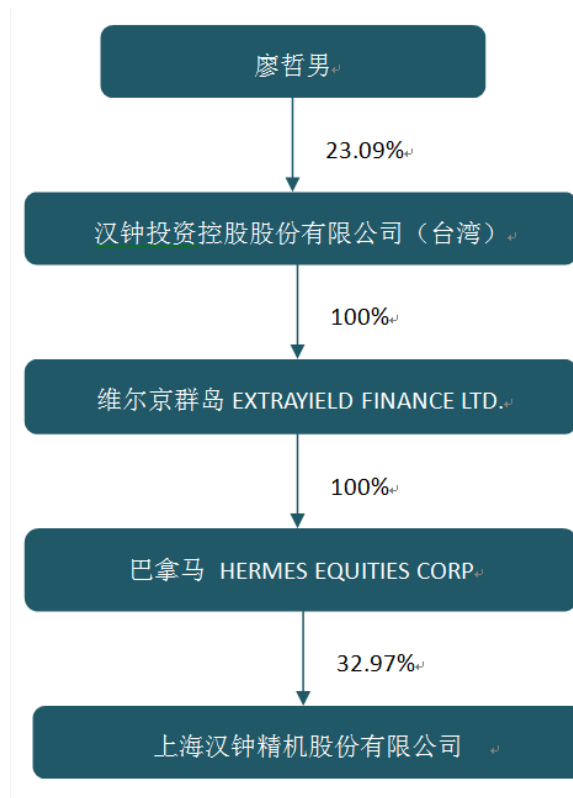 廖哲男
23.09%
汉钟投资控股股份有限公司（台湾）
100%
维尔京群岛 EXTRAYIELD FINANCE LTD.
100%
巴拿马 HERMES EQUITIES CORP
32.97%
上海汉钟精机股份有限公司